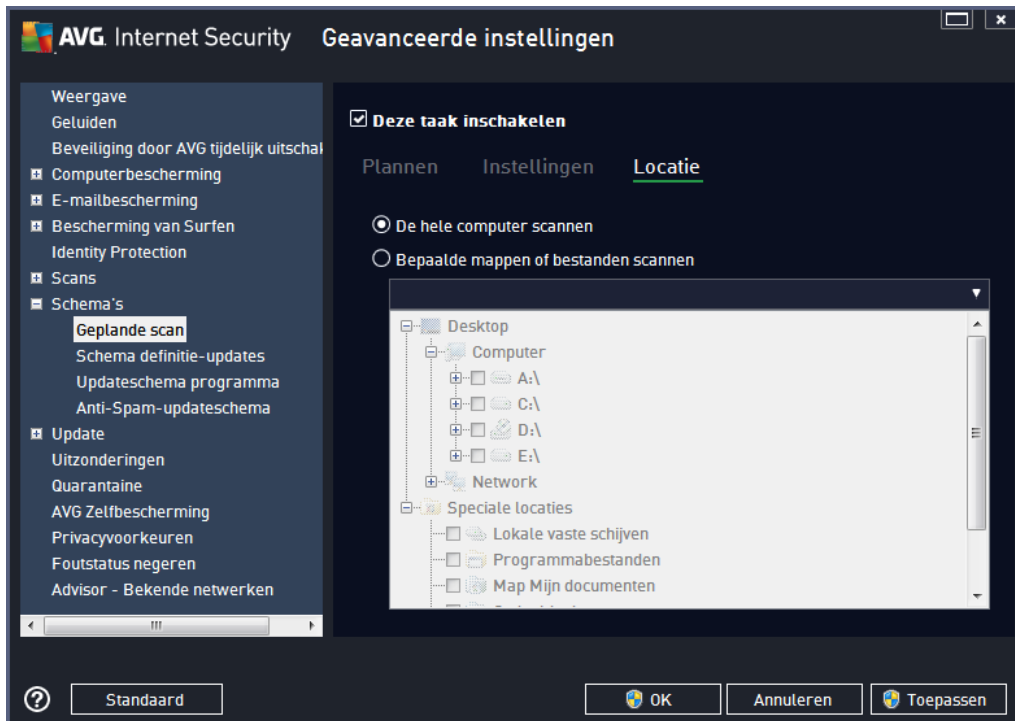 AVG. Internet Security Geavanceerde instellingen
Weergave
Geluiden
Beveiliging door AVG tijdelijk uitschak
Computerbescherming
E-mailbescherming
Bescherming van Surfen
Identity Protection
Scans
Schema's
Geplande scan
Schema definitie-updates
Updateschema programma
Anti-Spam-updateschema
Update
Uitzonderingen
Quarantaine
AVG Zelfbescherming
Privacyvoorkeuren
Foutstatus negeren
Advisor - Bekende netwerken
Deze taak inschakelen
Plannen Instellingen Locatie
De hele computer scannen
Bepaalde mappen of bestanden scannen
Desktop
Computer
A:\
C:\
D:\
E:\
Network
Speciale locaties
Lokale vaste schijven
Programmabestanden
Map Mijn documenten
Standaard OK Annuleren Toepassen